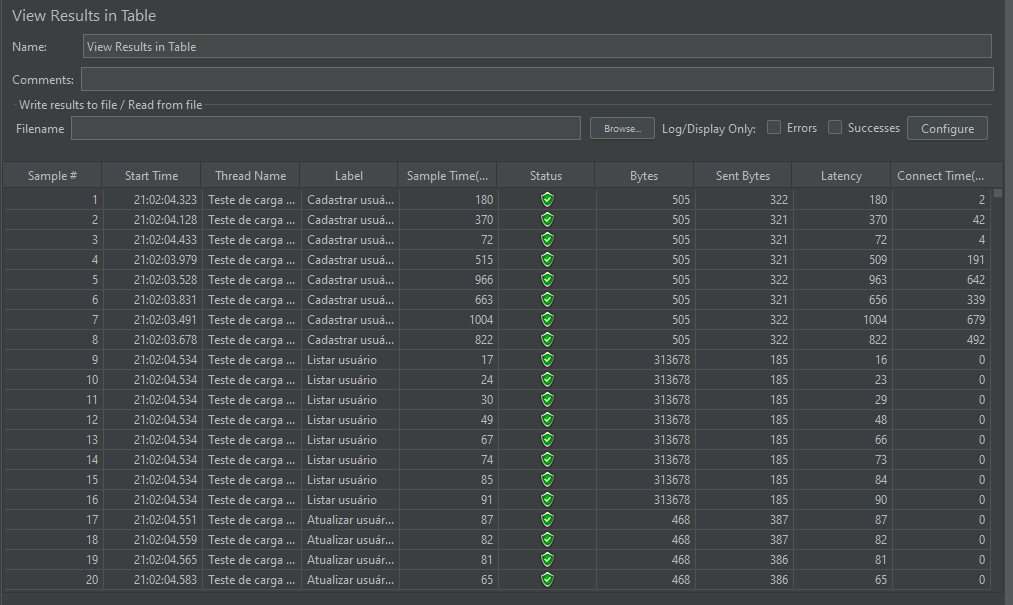 View Results in Table
Name: View Results in Table
Comments:
Write results to file / Read from file
Filename Browse... Log/Display Only: Errors Successes Configure
Sample # Start Time Thread Name Label Sample Time(... Status Bytes Sent Bytes Latency Connect Time(...
1 21:02:04.323 Teste de carga ... Cadastrar usuá... 180 505 322 180 2
2 21:02:04.128 Teste de carga ... Cadastrar usuá... 370 505 321 370 42
3 21:02:04.433 Teste de carga ... Cadastrar usuá... 72 505 321 72 4
4 21:02:03.979 Teste de carga ... Cadastrar usuá... 515 505 321 509 191
5 21:02:03.528 Teste de carga ... Cadastrar usuá... 966 505 322 963 642
6 21:02:03.831 Teste de carga ... Cadastrar usuá... 663 505 321 656 339
7 21:02:03.491 Teste de carga ... Cadastrar usuá... 1004 505 322 1004 679
8 21:02:03.678 Teste de carga ... Cadastrar usuá... 822 505 322 822 492
9 21:02:04.534 Teste de carga ... Listar usuário 17 313678 185 16 0
10 21:02:04.534 Teste de carga ... Listar usuário 24 313678 185 23 0
11 21:02:04.534 Teste de carga ... Listar usuário 30 313678 185 29 0
12 21:02:04.534 Teste de carga ... Listar usuário 49 313678 185 48 0
13 21:02:04.534 Teste de carga ... Listar usuário 67 313678 185 66 0
14 21:02:04.534 Teste de carga ... Listar usuário 74 313678 185 73 0
15 21:02:04.534 Teste de carga ... Listar usuário 85 313678 185 84 0
16 21:02:04.534 Teste de carga ... Listar usuário 91 313678 185 90 0
17 21:02:04.551 Teste de carga ... Atualizar usuár... 87 468 387 87 0
18 21:02:04.559 Teste de carga ... Atualizar usuár... 82 468 387 82 0
19 21:02:04.565 Teste de carga ... Atualizar usuár... 81 468 386 81 0
20 21:02:04.583 Teste de carga ... Atualizar usuár... 65 468 386 65 0